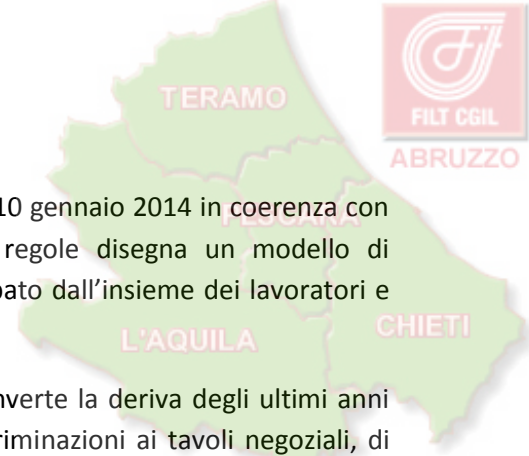 TERAMO
FILT CGIL
ABRUZZO
10 gennaio 2014 in coerenza con
PESCARA
regole disegna un modello di
pato dall'insieme dei lavoratori e
L'AQUILA
CHIETI
nverte la deriva degli ultimi anni
riminazioni ai tavoli negoziali, di